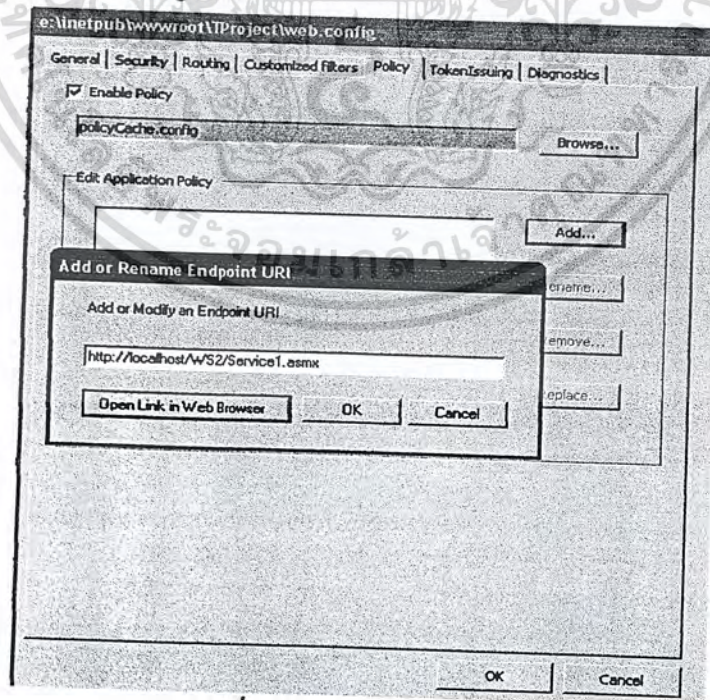 e:\inetpub\wwwroot\TProject\web.config
General Security Routing Customized Filters Policy TokenIssuing Diagnostics
Enable Policy
policyCache.config
Browse...
Edit Application Policy
Add...
Add or Rename Endpoint URI
ename...
Add or Modify an Endpoint URI
emove...
http://localhost/WS2/Service1.asmx
eplace...
Open Link in Web Browser OK Cancel
OK Cancel